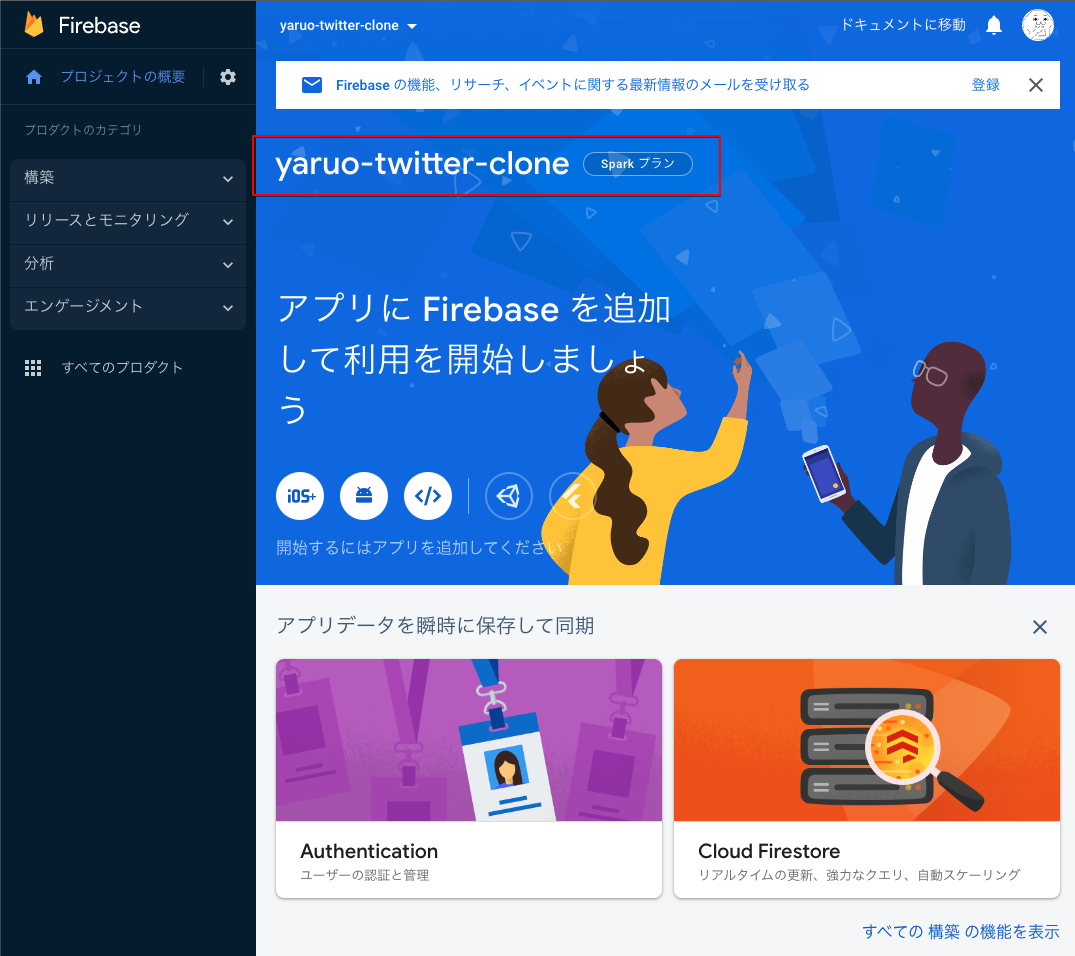 Firebase
yaruo-twitter-clone
ドキュメントに移動
プロジェクトの概要
Firebase の機能、リサーチ、イベントに関する最新情報のメールを受け取る
登録
プロダクトのカテゴリ
構築
リリースとモニタリング
分析
エンゲージメント
すべてのプロダクト
yaruo-twitter-clone
Spark プラン
アプリに Firebase を追加
して利用を開始しましょ
う
iOS+
開始するにはアプリを追加してください
アプリデータを瞬時に保存して同期
Authentication
ユーザーの認証と管理
Cloud Firestore
リアルタイムの更新、強力なクエリ、自動スケーリング
すべての 構築 の機能を表示